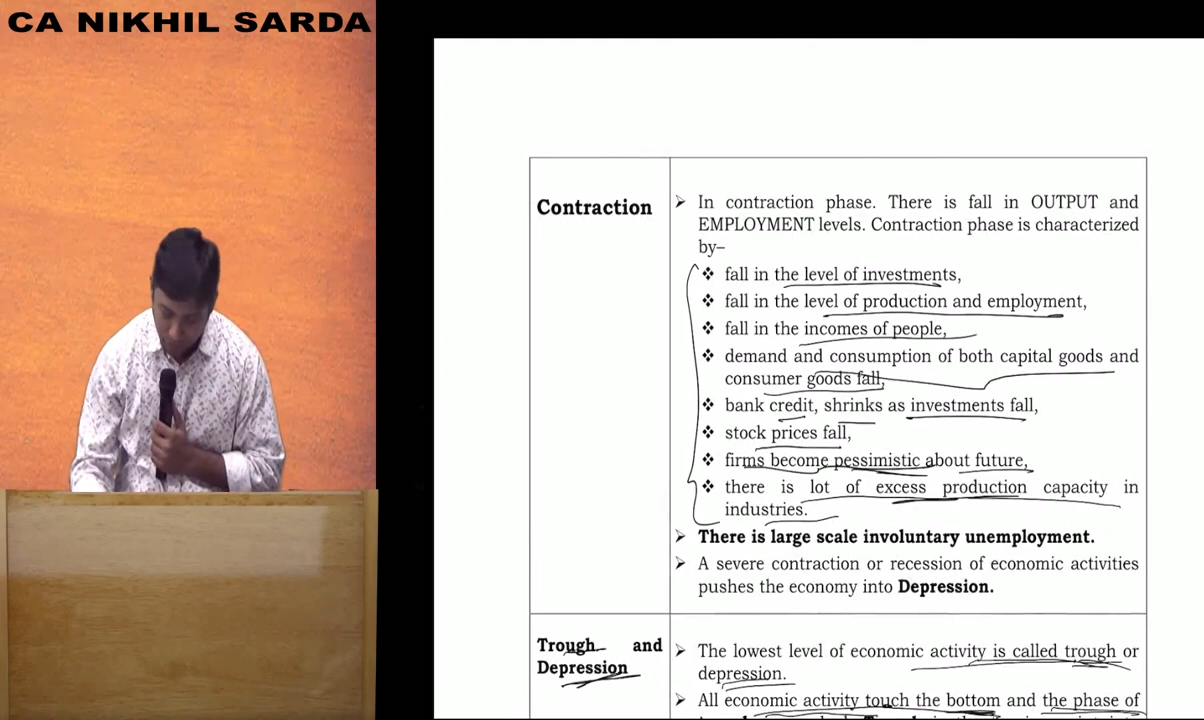 CA NIKHIL SARDA
Contraction
➢ In contraction phase. There is fall in OUTPUT and
EMPLOYMENT levels. Contraction phase is characterized
by–
❖ fall in the level of investments,
❖ fall in the level of production and employment,
❖ fall in the incomes of people,
❖ demand and consumption of both capital goods and
consumer goods fall,
❖ bank credit, shrinks as investments fall,
❖ stock prices fall,
❖ firms become pessimistic about future,
❖ there is lot of excess production capacity in
industries.
➢ There is large scale involuntary unemployment.
➢ A severe contraction or recession of economic activities
pushes the economy into Depression.
Trough and
Depression
➢ The lowest level of economic activity is called trough or
depression.
➢ All economic activity touch the bottom and the phase of